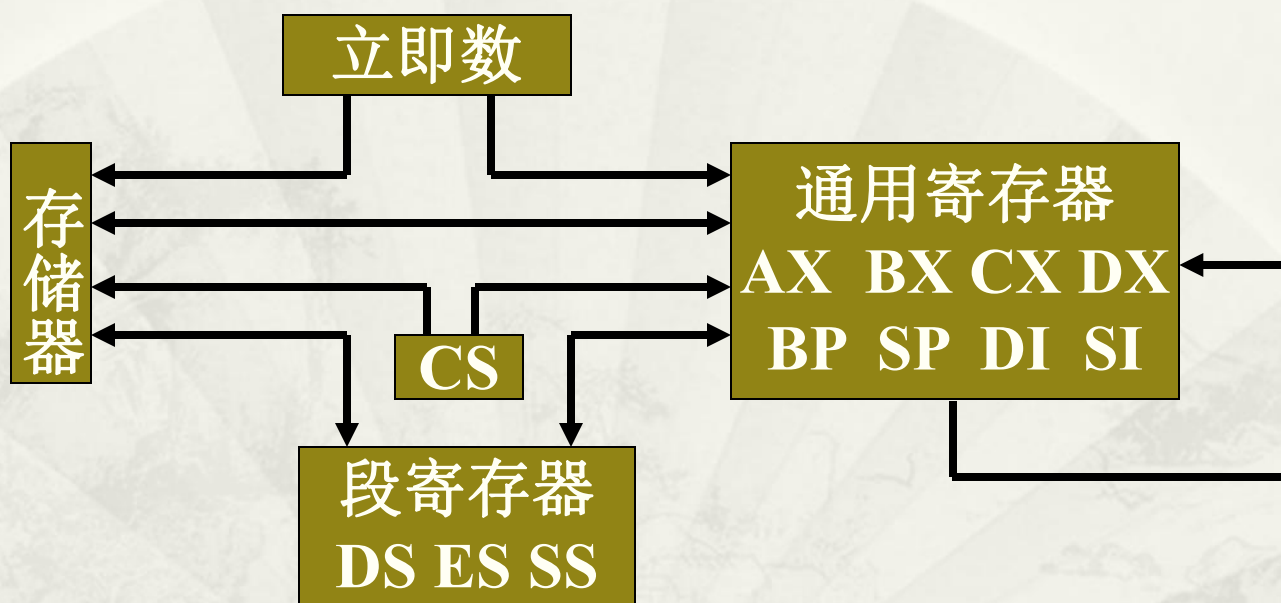 立即数
存储器
通用寄存器
AX BX CX DX
BP SP DI SI
CS
段寄存器
DS ES SS